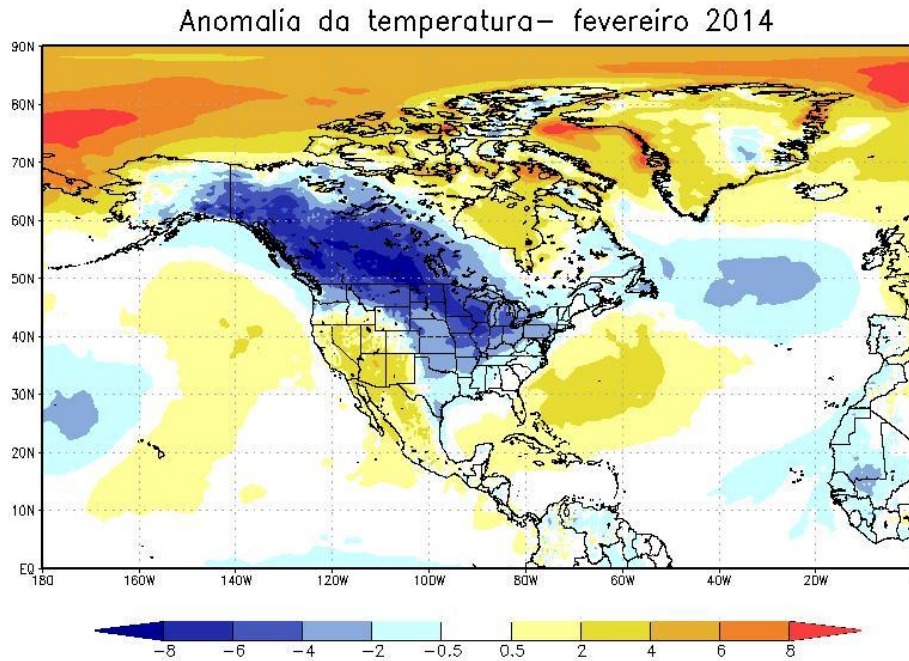 Anomalia da temperatura– fevereiro 2014
90N
80N
70N
60N
50N
40N
30N
20N
10N
EQ
180 160W 140W 120W 100W 80W 60W 40W 20W
−8 −6 −4 −2 −0.5 0.5 2 4 6 8